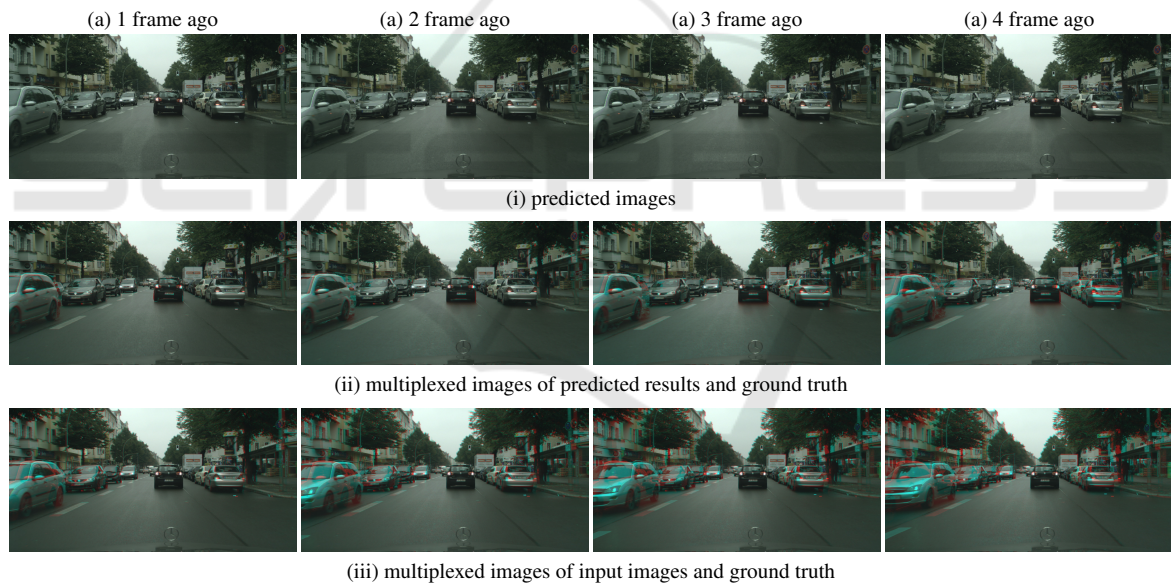 (a) 1 frame ago
(a) 2 frame ago
(a) 3 frame ago
(a) 4 frame ago
(i) predicted images
SCITEPRESS
(ii) multiplexed images of predicted results and ground truth
(iii) multiplexed images of input images and ground truth